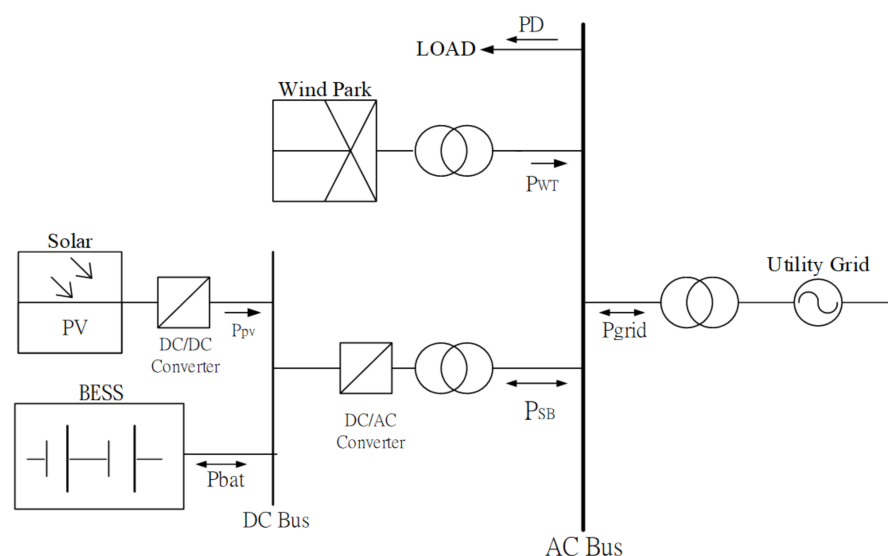 PD
LOAD
Wind Park
PWT
Solar
PV
DC/DC
Converter
Ppv
BESS
Pbat
DC Bus
DC/AC
Converter
PSB
Pgrid
Utility Grid
AC Bus